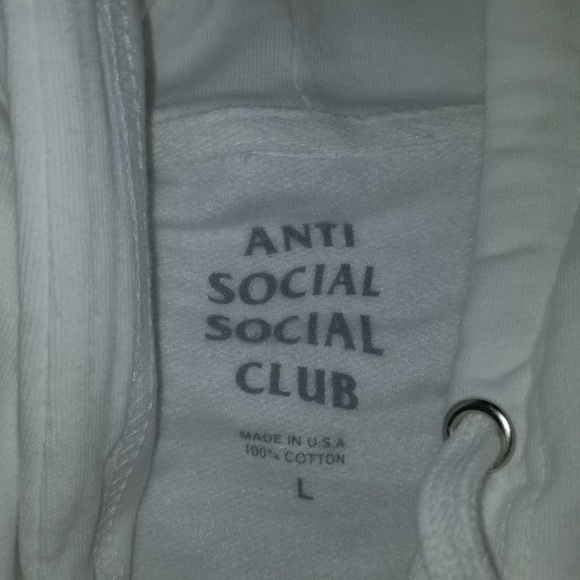 ANTI
SOCIAL
SOCIAL
CLUB
MADE IN U.S.A.
100% COTTON
L